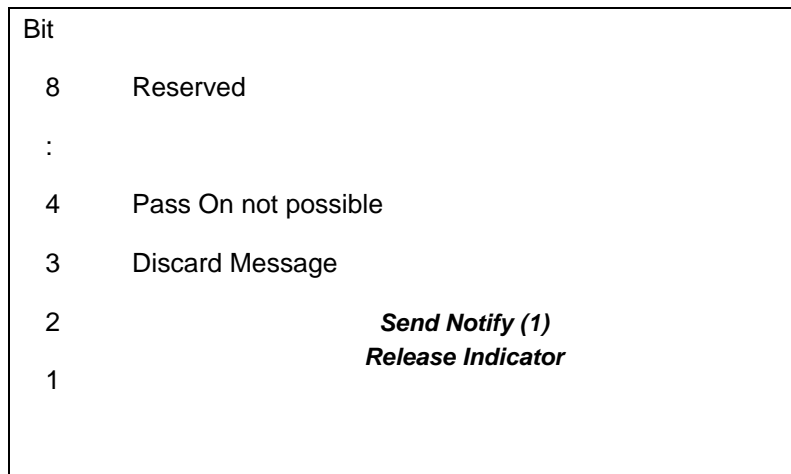 Bit
8 Reserved
:
4 Pass On not possible
3 Discard Message
2 Send Notify (1)
Release Indicator
1